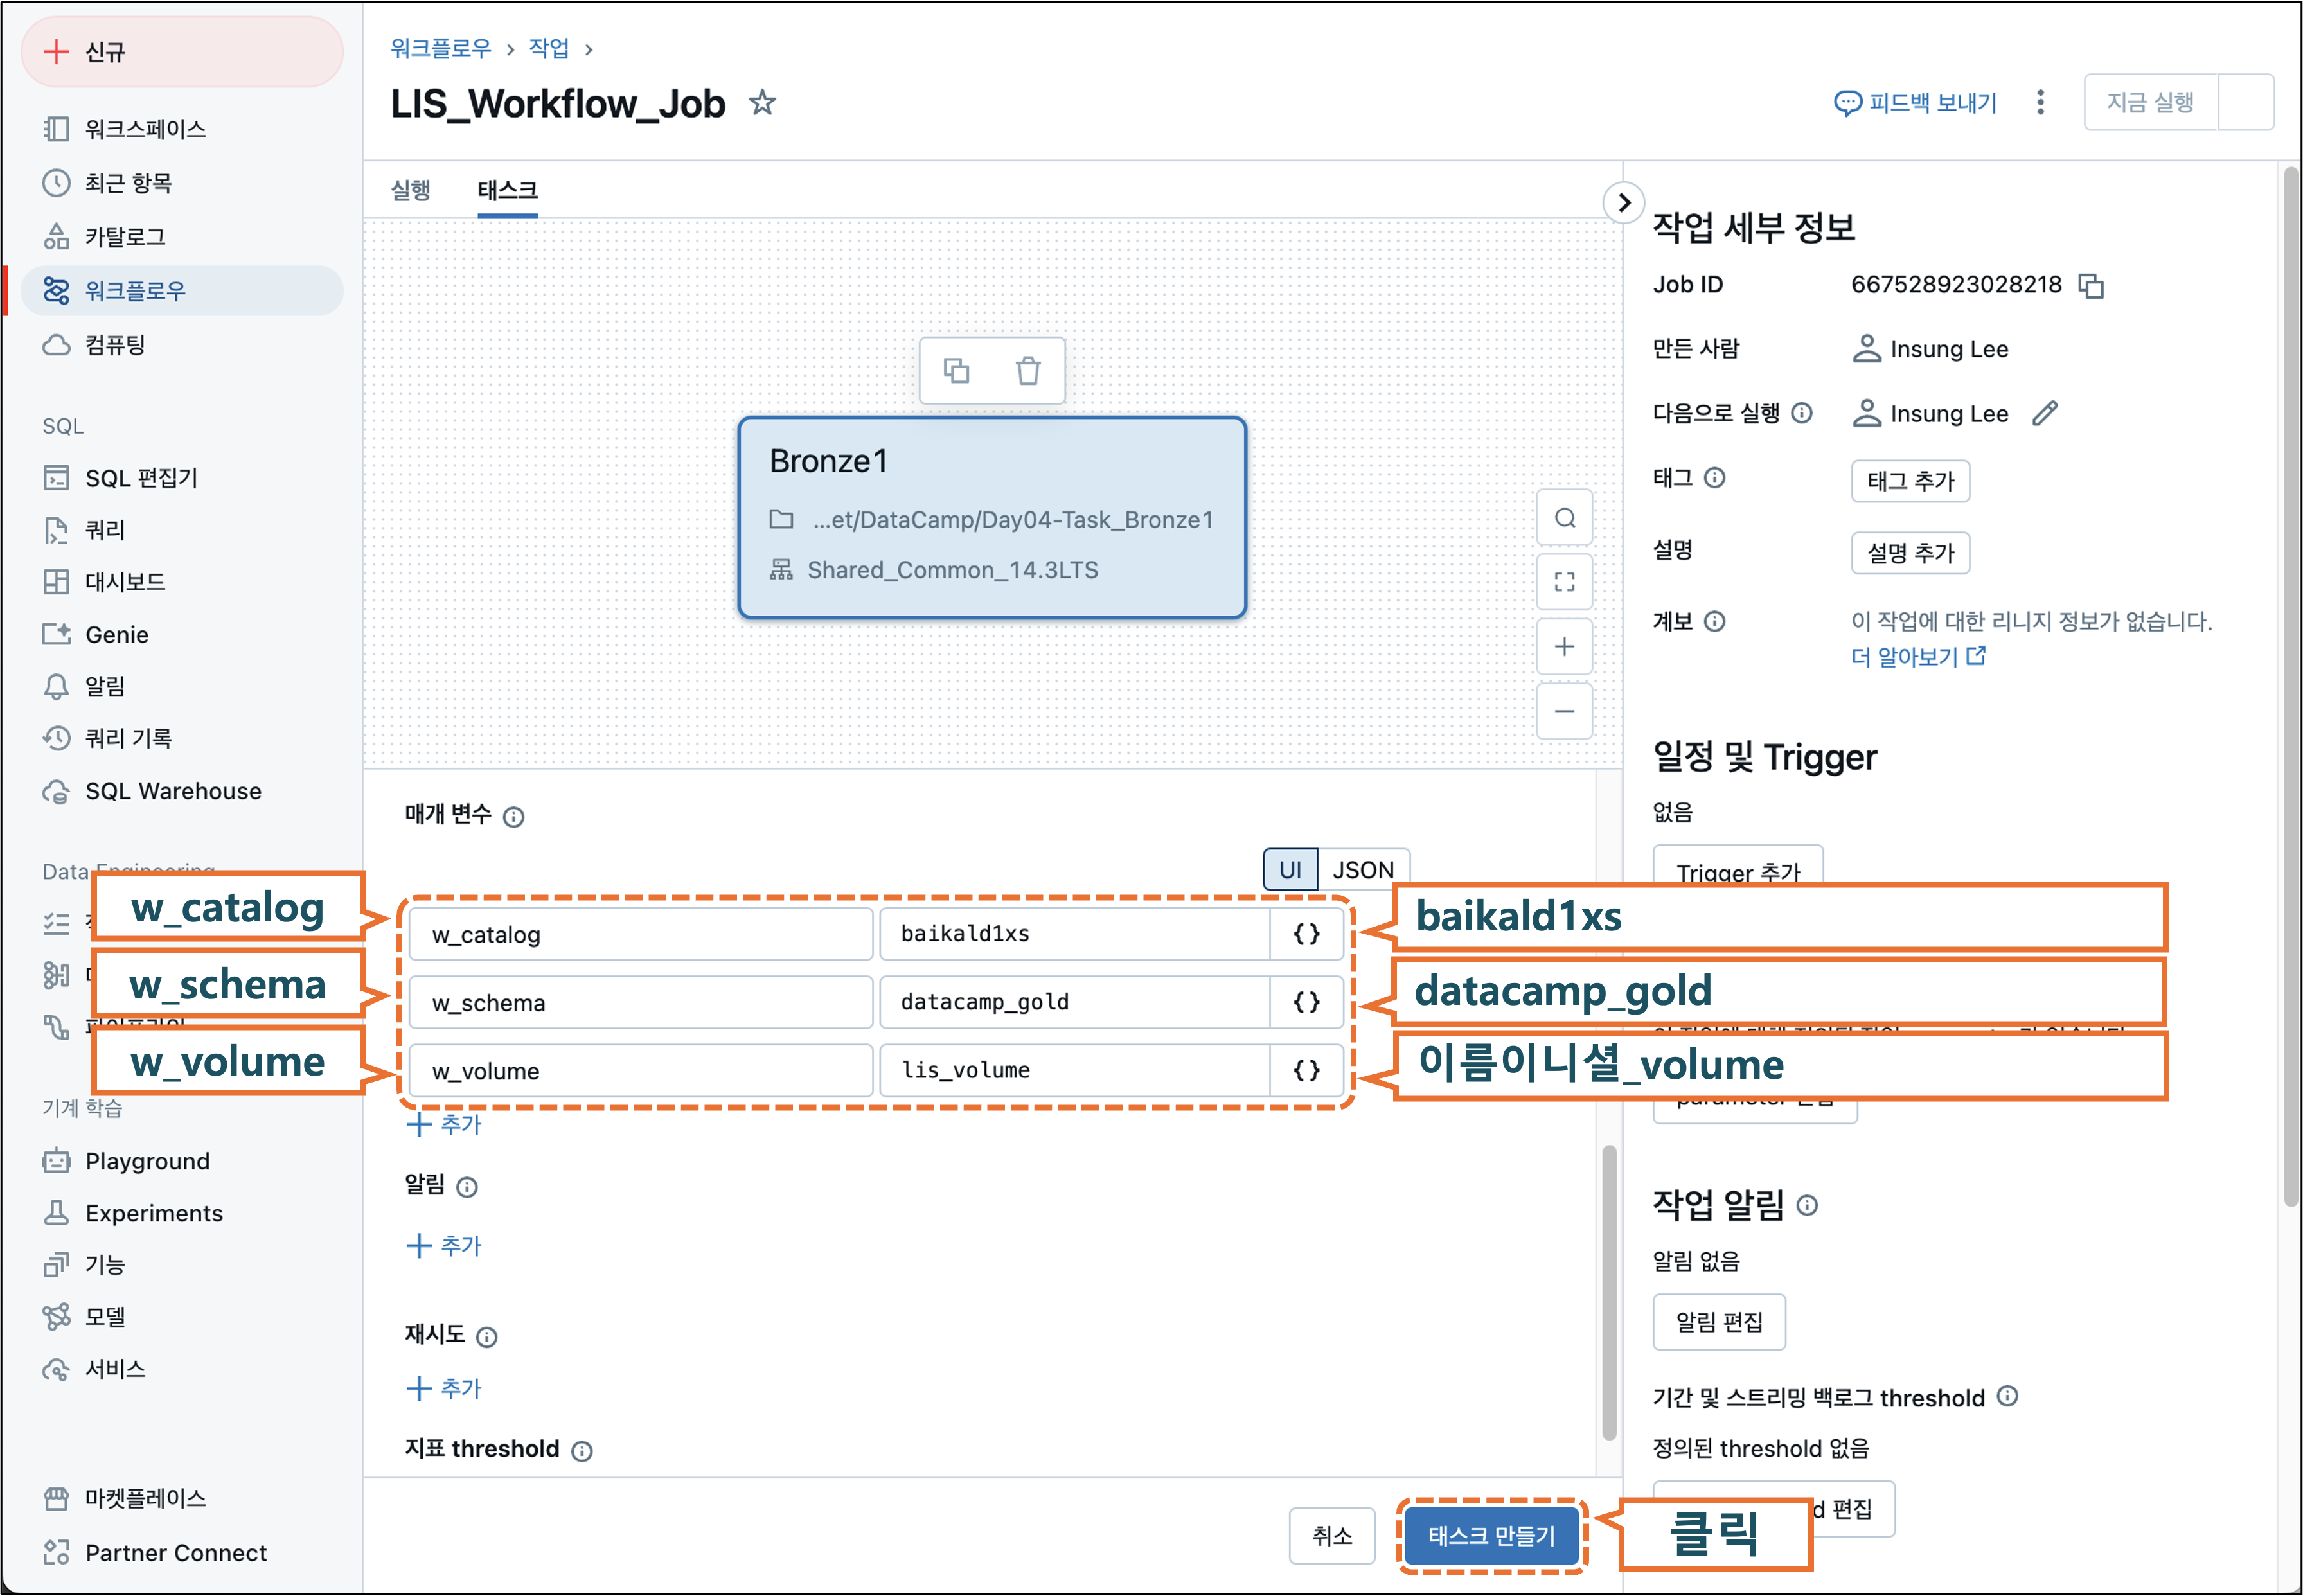 신규
워크스페이스
최근 항목
카탈로그
워크플로우
컴퓨팅
SQL
SQL 편집기
쿼리
대시보드
Genie
알림
쿼리 기록
SQL Warehouse
Data Engineering
기계 학습
Playground
Experiments
기능
모델
서비스
마켓플레이스
Partner Connect
워크플로우 › 작업 ›
LIS_Workflow_Job
피드백 보내기
지금 실행
실행 태스크
Bronze1
...et/DataCamp/Day04-Task_Bronze1
Shared_Common_14.3LTS
매개 변수
UI JSON
w_catalog
w_catalog baikald1xs {}
baikald1xs
w_schema
w_schema datacamp_gold {}
datacamp_gold
w_volume
w_volume lis_volume {}
이름이니셜_volume
+ 추가
알림
+ 추가
재시도
+ 추가
지표 threshold
취소
태스크 만들기
클릭
작업 세부 정보
Job ID 667528923028218
만든 사람 Insung Lee
다음으로 실행 Insung Lee
태그 태그 추가
설명 설명 추가
계보 이 작업에 대한 리니지 정보가 없습니다.
더 알아보기
일정 및 Trigger
없음
Trigger 추가
작업 알림
알림 없음
알림 편집
기간 및 스트리밍 백로그 threshold
정의된 threshold 없음
편집